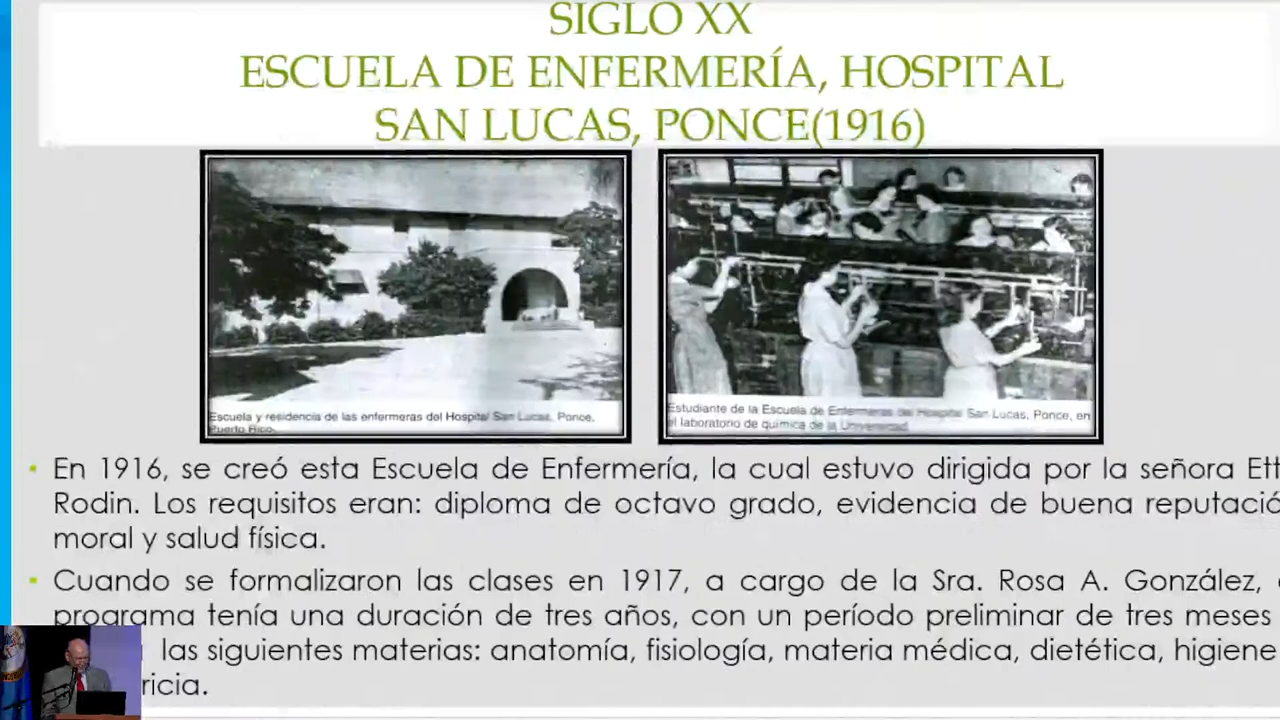 SIGLO XX
ESCUELA DE ENFERMERÍA, HOSPITAL
SAN LUCAS, PONCE(1916)
Escuela y residencia de las enfermeras del Hospital San Lucas, Ponce,
Puerto Rico.
Estudiante de la Escuela de Enfermeras del Hospital San Lucas, Ponce, en
el laboratorio de química de la Universidad.
• En 1916, se creó esta Escuela de Enfermería, la cual estuvo dirigida por la señora
Rodin. Los requisitos eran: diploma de octavo grado, evidencia de buena
moral y salud física.
• Cuando se formalizaron las clases en 1917, a cargo de la Sra. Rosa A. González,
programa tenía una duración de tres años, con un período preliminar de tres meses
las siguientes materias: anatomía, fisiología, materia médica, dietética, higiene